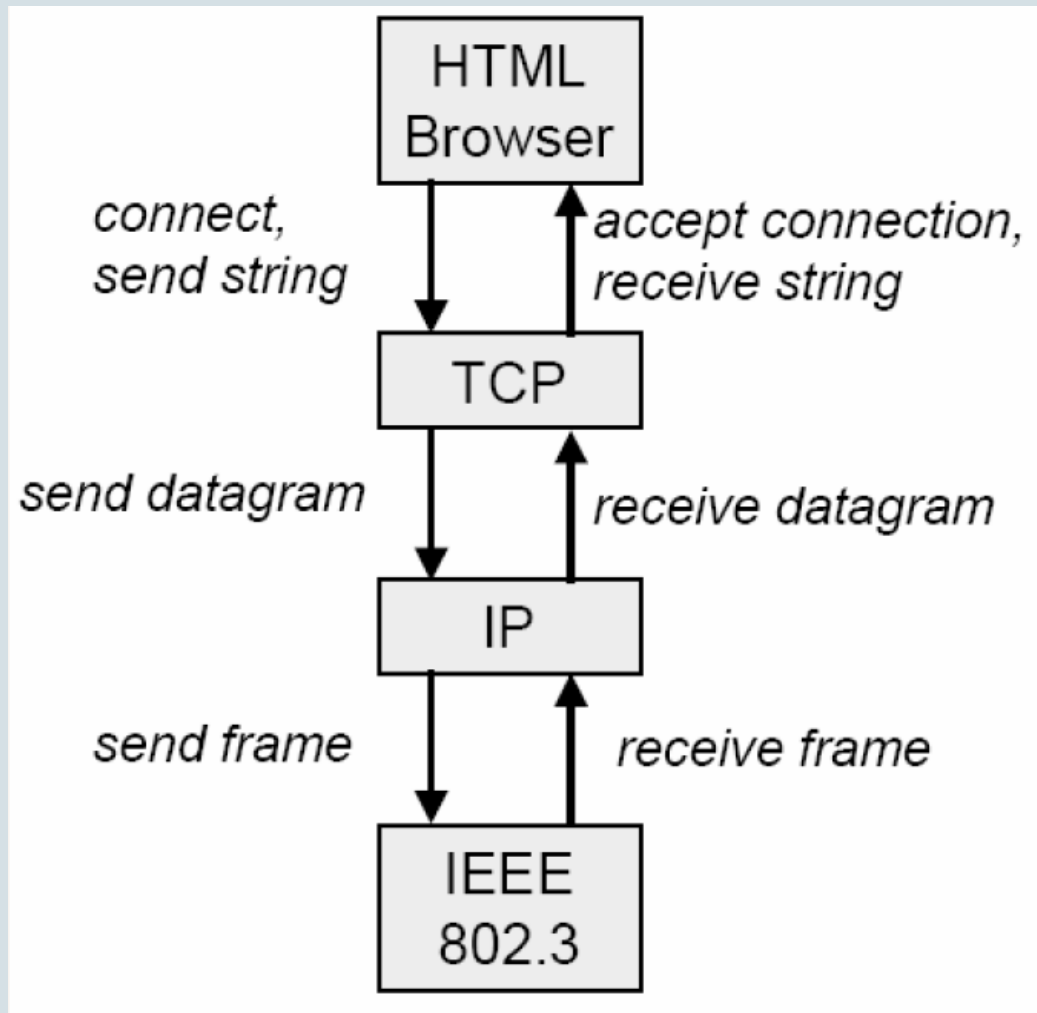 HTML
Browser
connect,
send string
accept connection,
receive string
TCP
send datagram
receive datagram
IP
send frame
receive frame
IEEE
802.3